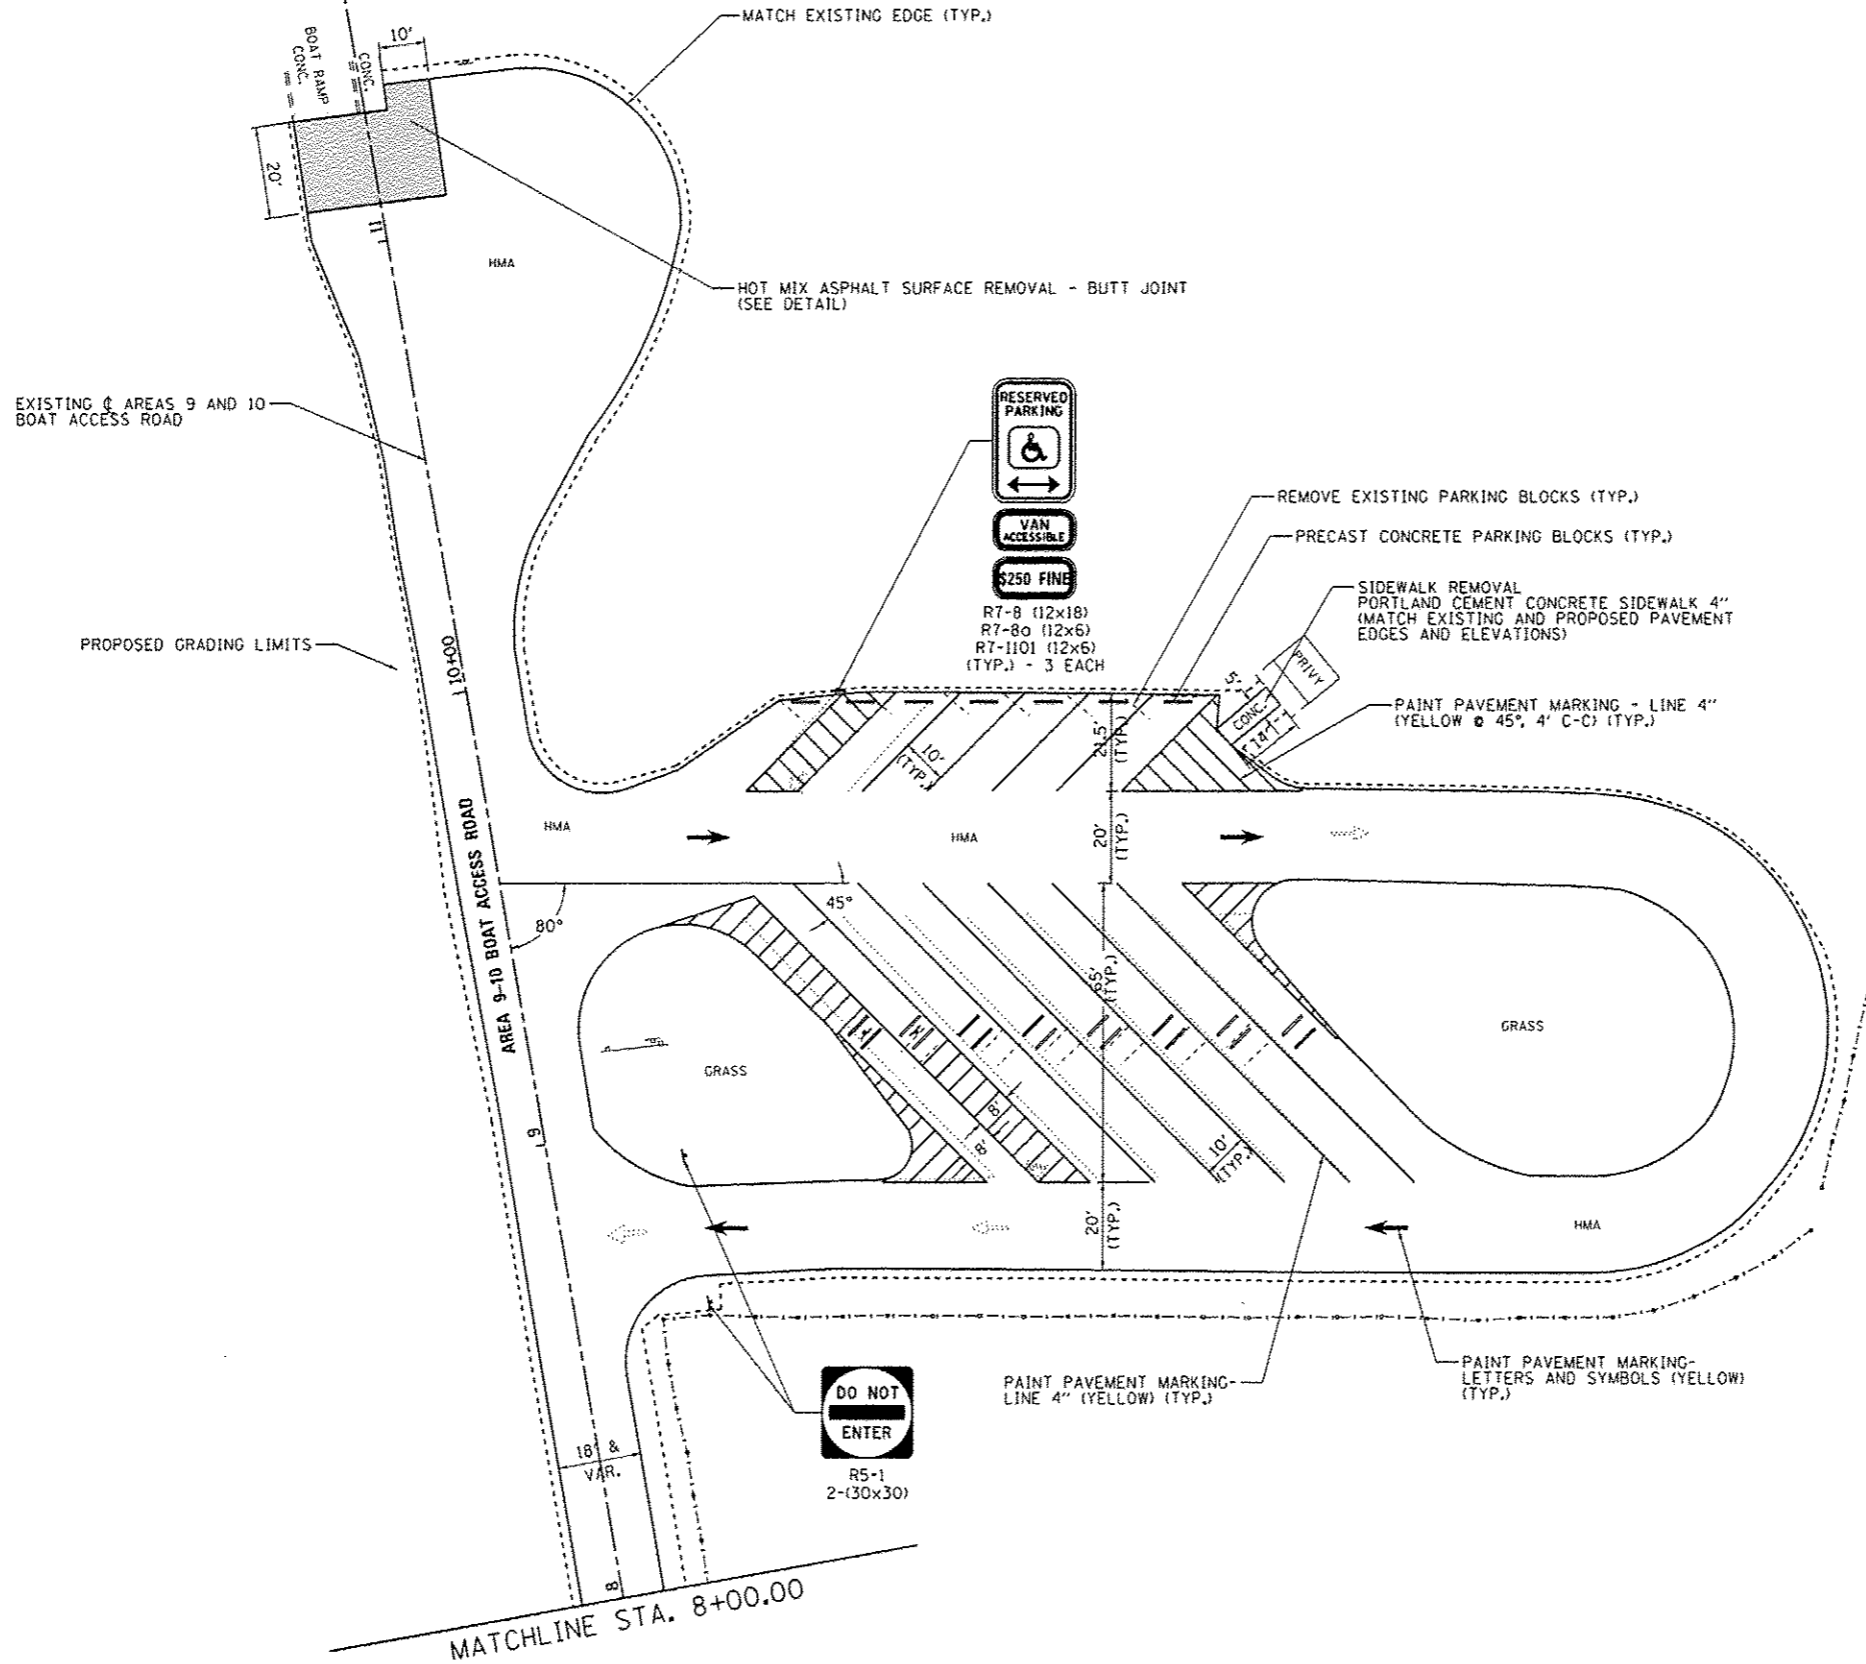 MATCH EXISTING EDGE (TYP.)
10'
BOAT RAMP
CONC.
CONC.
20'
11
HMA
HOT MIX ASPHALT SURFACE REMOVAL - BUTT JOINT
(SEE DETAIL)
EXISTING ℄ AREAS 9 AND 10
BOAT ACCESS ROAD
RESERVED
PARKING
VAN
ACCESSIBLE
$250 FINE
R7-8 (12x18)
R7-8a (12x6)
R7-1101 (12x6)
(TYP.) - 3 EACH
REMOVE EXISTING PARKING BLOCKS (TYP.)
PRECAST CONCRETE PARKING BLOCKS (TYP.)
SIDEWALK REMOVAL
PORTLAND CEMENT CONCRETE SIDEWALK 4"
(MATCH EXISTING AND PROPOSED PAVEMENT
EDGES AND ELEVATIONS)
PROPOSED GRADING LIMITS
10+00
PRIVY
5'
CONC.
14'
PAINT PAVEMENT MARKING - LINE 4"
(YELLOW @ 45°, 4' C-C) (TYP.)
10'
(TYP.)
21.5'
(TYP.)
HMA
HMA
20'
(TYP.)
AREA 9-10 BOAT ACCESS ROAD
80°
45°
65'
(TYP.)
GRASS
GRASS
9
8'
8'
10'
(TYP.)
20'
(TYP.)
HMA
DO NOT
ENTER
R5-1
2-(30x30)
PAINT PAVEMENT MARKING-
LINE 4" (YELLOW) (TYP.)
PAINT PAVEMENT MARKING-
LETTERS AND SYMBOLS (YELLOW)
(TYP.)
18' &
VAR.
8
MATCHLINE STA. 8+00.00